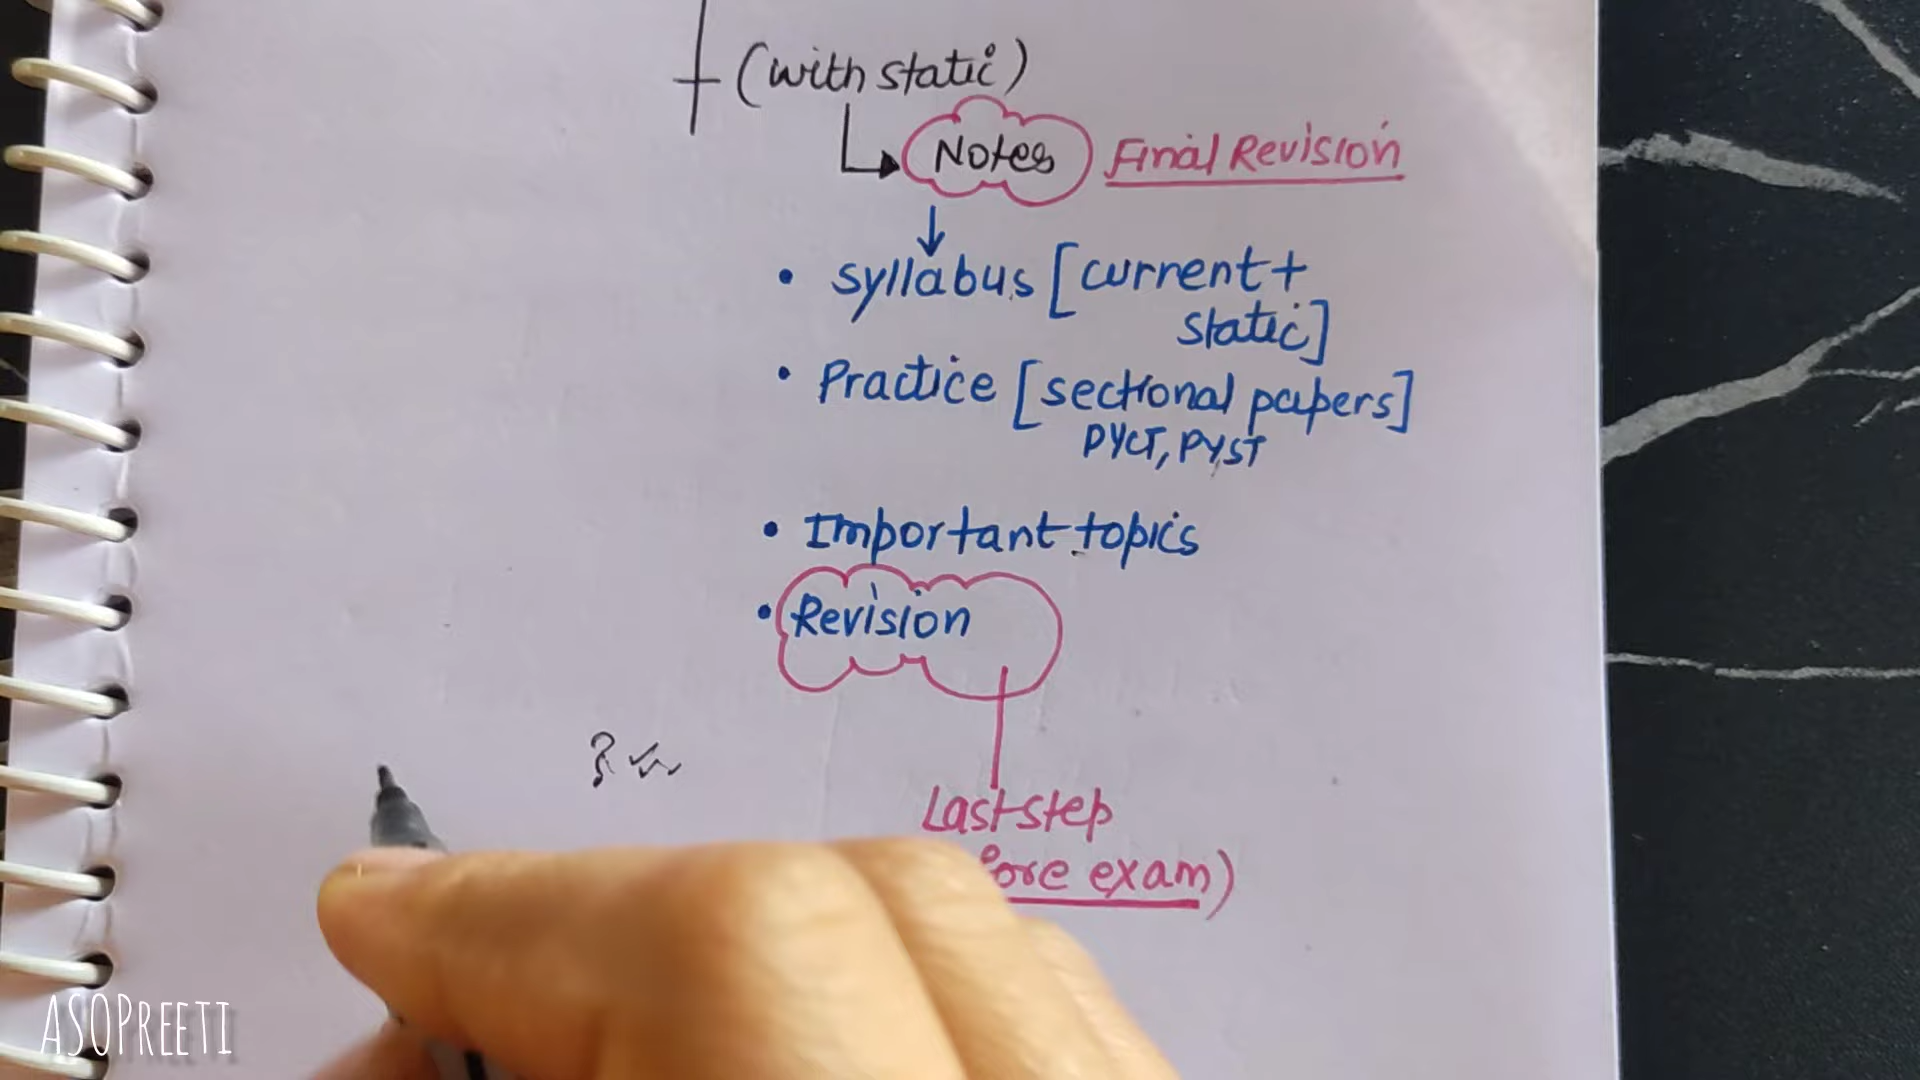 (with static)
Notes Final Revision
• syllabus [current +
static]
• Practice [sectional papers]
PYCT, PYST
• Important topics
• Revision
Last step
exam)
ASOPREETI